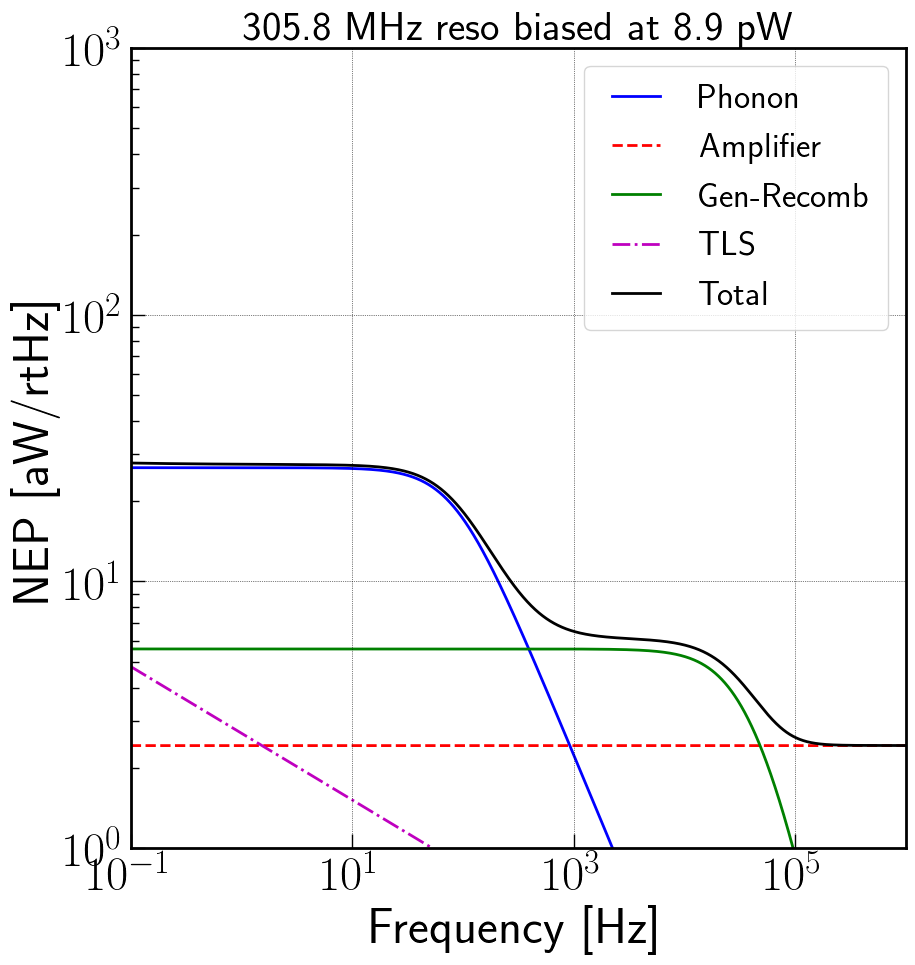 305.8 MHz reso biased at 8.9 pW
10^3
10^2
10^1
10^0
NEP [aW/rtHz]
Phonon
Amplifier
Gen-Recomb
TLS
Total
10^-1
10^1
10^3
10^5
Frequency [Hz]